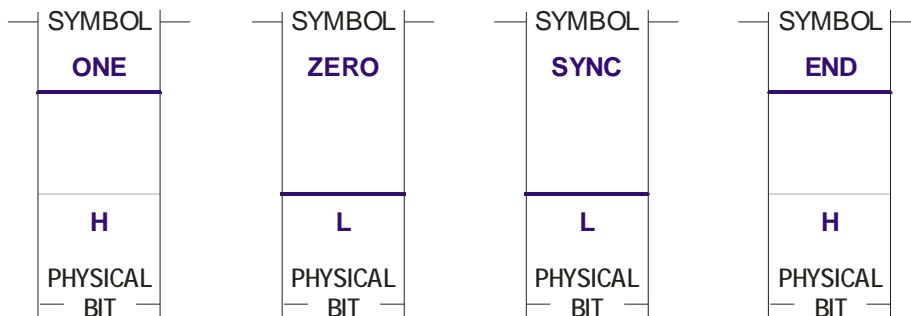 SYMBOL SYMBOL SYMBOL SYMBOL
ONE ZERO SYNC END
H L L H
PHYSICAL PHYSICAL PHYSICAL PHYSICAL
BIT BIT BIT BIT